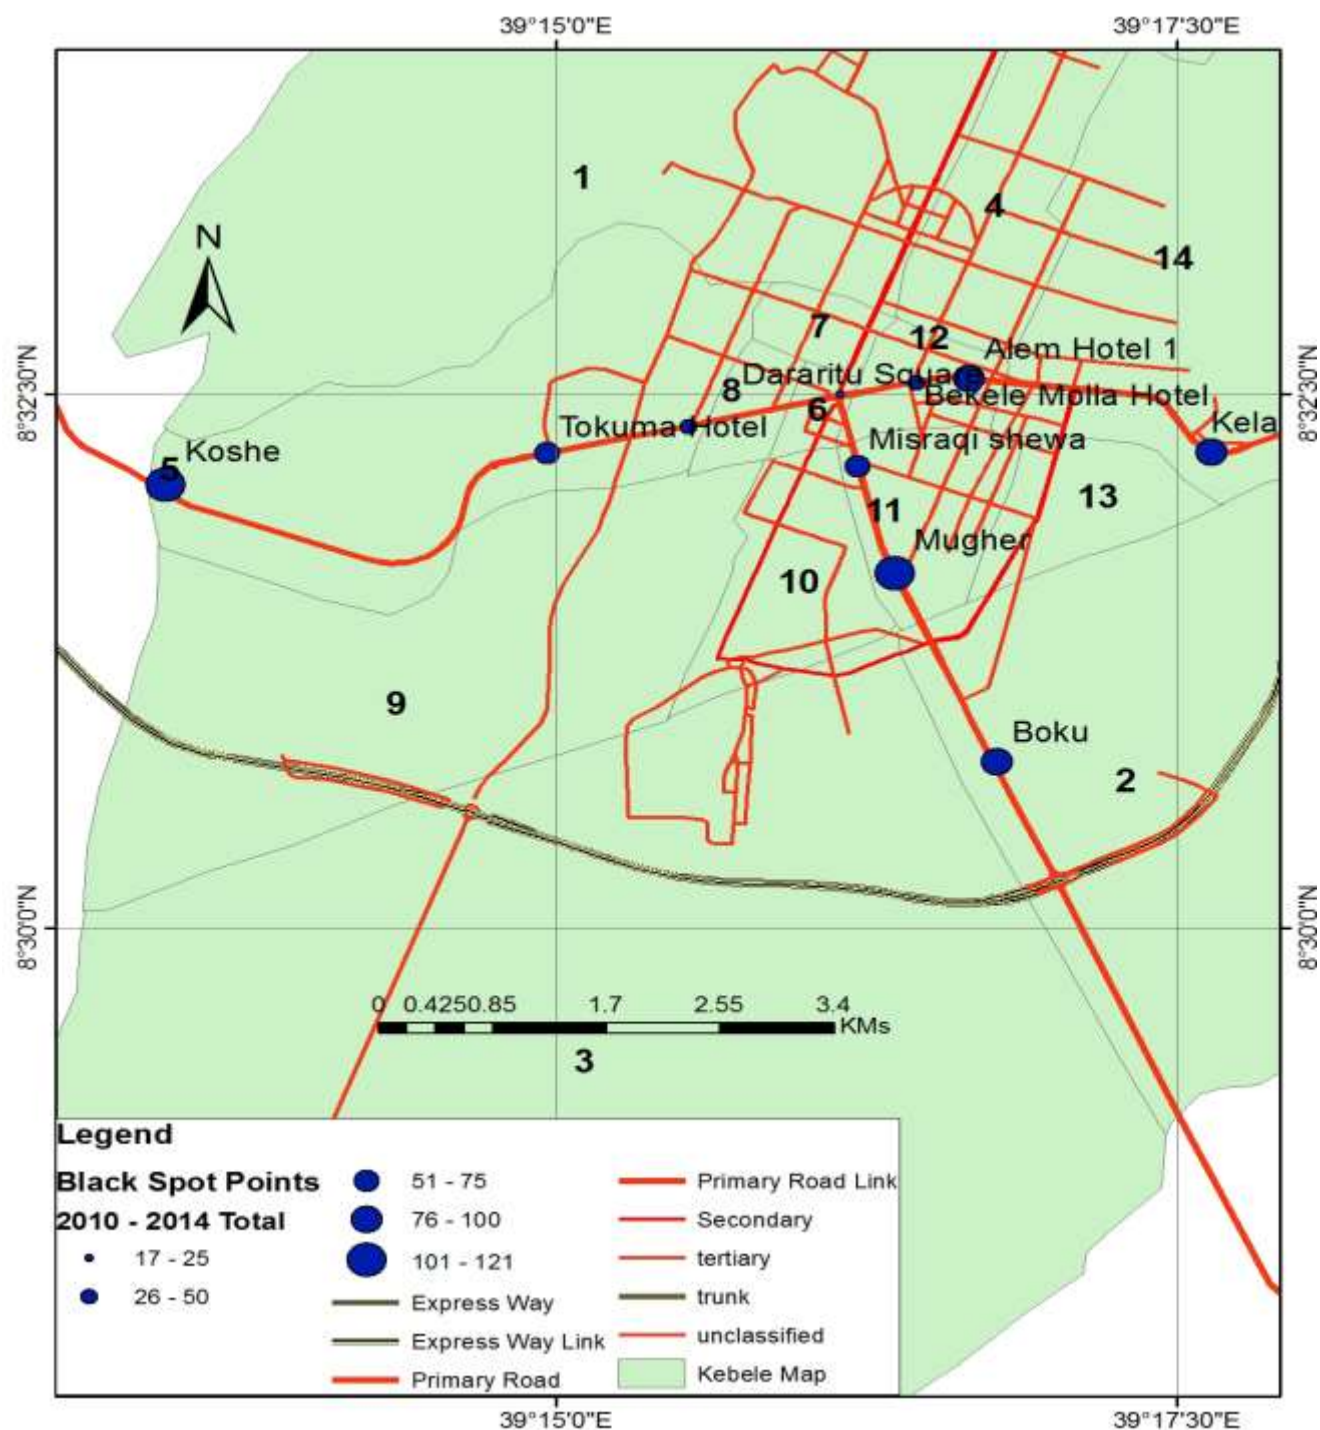 39°15'0"E
39°17'30"E
1
N
4
14
7
12
Alem Hotel 1
8°32'30"N
8
Dararitu Square
Bekele Molla Hotel
8°32'30"N
6
Tokuma Hotel
Kela
Koshe
5
Misraqi shewa
13
11
Mugher
10
9
Boku
2
8°30'0"N
8°30'0"N
0 0.425 0.85 1.7 2.55 3.4
KMs
3
Legend
Black Spot Points
2010 - 2014 Total
17 - 25
26 - 50
51 - 75
76 - 100
101 - 121
Express Way
Express Way Link
Primary Road
Primary Road Link
Secondary
tertiary
trunk
unclassified
Kebele Map
39°15'0"E
39°17'30"E